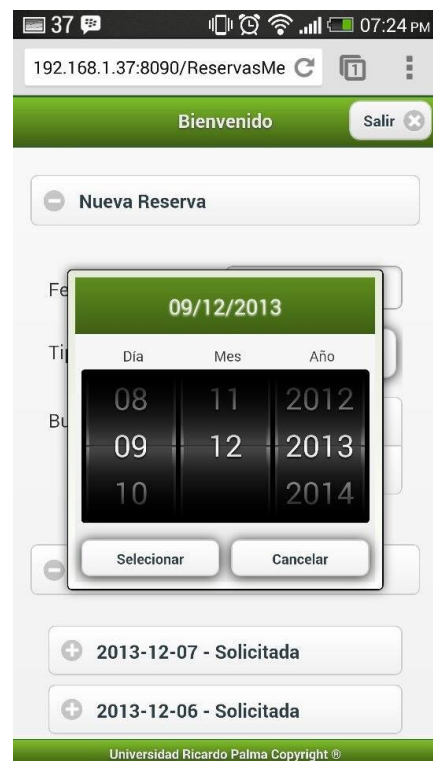 37 07:24 PM
192.168.1.37:8090/ReservasMe 1
Bienvenido Salir
Nueva Reserva
Fe
09/12/2013
Tip
Día Mes Año
08 11 2012
Bu
09 12 2013
10 2014
Selecionar Cancelar
2013-12-07 - Solicitada
2013-12-06 - Solicitada
Universidad Ricardo Palma Copyright ®